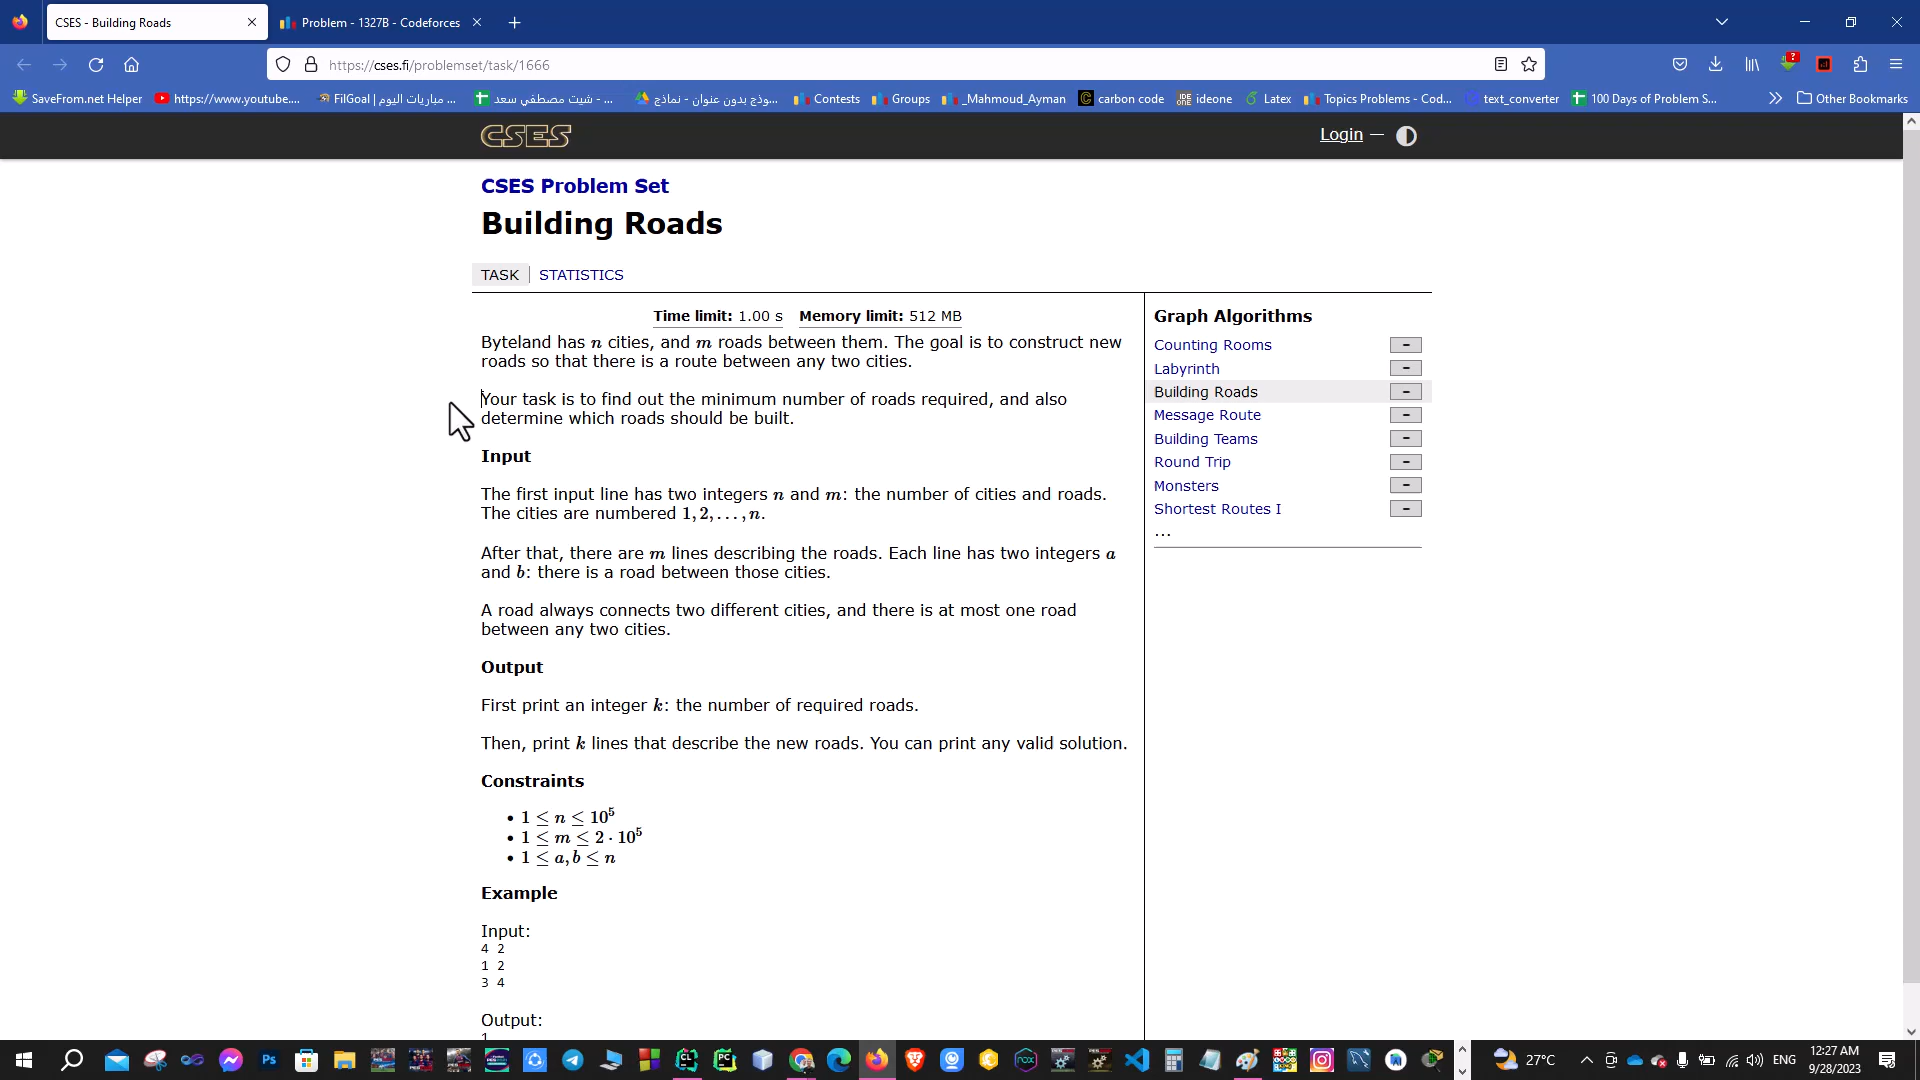 CSES - Building Roads
Problem - 1327B - Codeforces
https://cses.fi/problemset/task/1666
SaveFrom.net Helper
https://www.youtube....
FilGoal | مباريات اليوم ...
شيت مصطفي سعد - ...
...وذج بدون عنوان - نماذج
Contests
Groups
_Mahmoud_Ayman
carbon code
ideone
Latex
Topics Problems - Cod...
text_converter
100 Days of Problem S...
Other Bookmarks
CSES
Login —
CSES Problem Set
Building Roads
TASK | STATISTICS
Time limit: 1.00 s Memory limit: 512 MB
Byteland has n cities, and m roads between them. The goal is to construct new
roads so that there is a route between any two cities.
Your task is to find out the minimum number of roads required, and also
determine which roads should be built.
Input
The first input line has two integers n and m: the number of cities and roads.
The cities are numbered 1, 2, . . . , n.
After that, there are m lines describing the roads. Each line has two integers a
and b: there is a road between those cities.
A road always connects two different cities, and there is at most one road
between any two cities.
Output
First print an integer k: the number of required roads.
Then, print k lines that describe the new roads. You can print any valid solution.
Constraints
• 1 ≤ n ≤ 10⁵
• 1 ≤ m ≤ 2 · 10⁵
• 1 ≤ a, b ≤ n
Example
Input:
4 2
1 2
3 4
Output:
Graph Algorithms
Counting Rooms -
Labyrinth -
Building Roads -
Message Route -
Building Teams -
Round Trip -
Monsters -
Shortest Routes I -
...
27°C
ENG
12:27 AM
9/28/2023